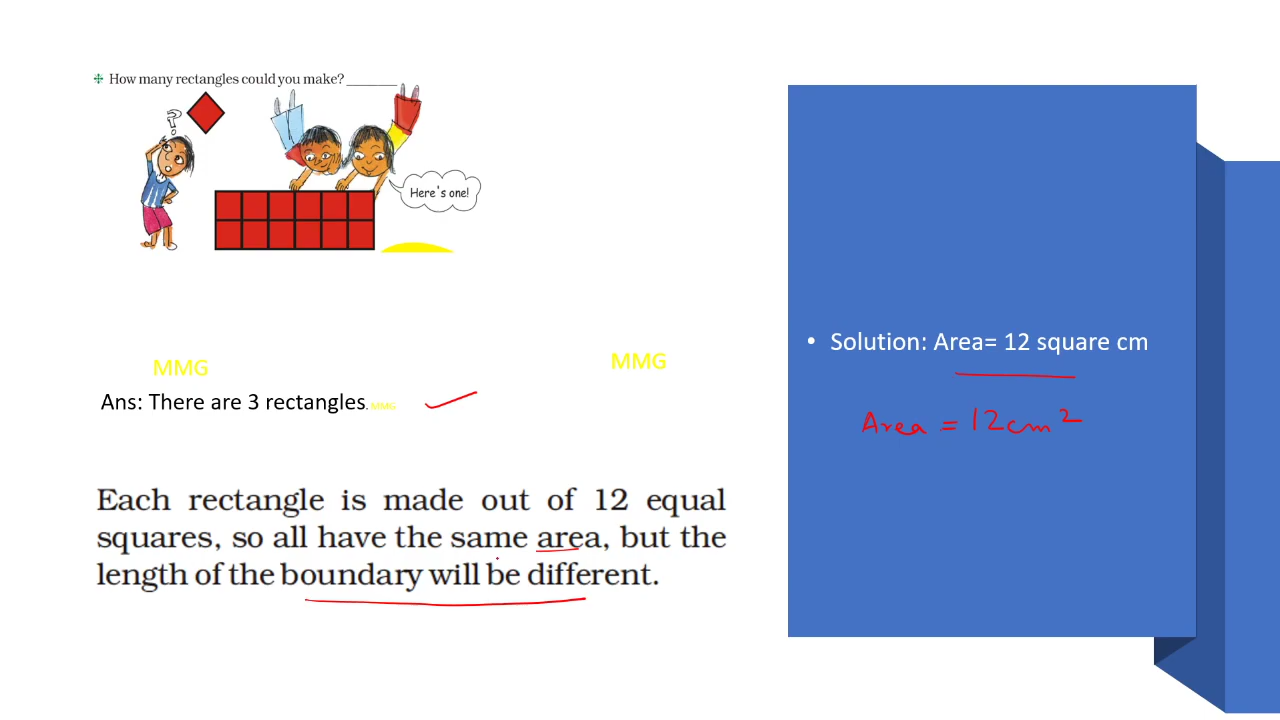 ✣ How many rectangles could you make? ______
?
Here's one!
MMG
MMG
Ans: There are 3 rectangles. MMG
Each rectangle is made out of 12 equal
squares, so all have the same area, but the
length of the boundary will be different.
• Solution: Area= 12 square cm
Area = 12cm²